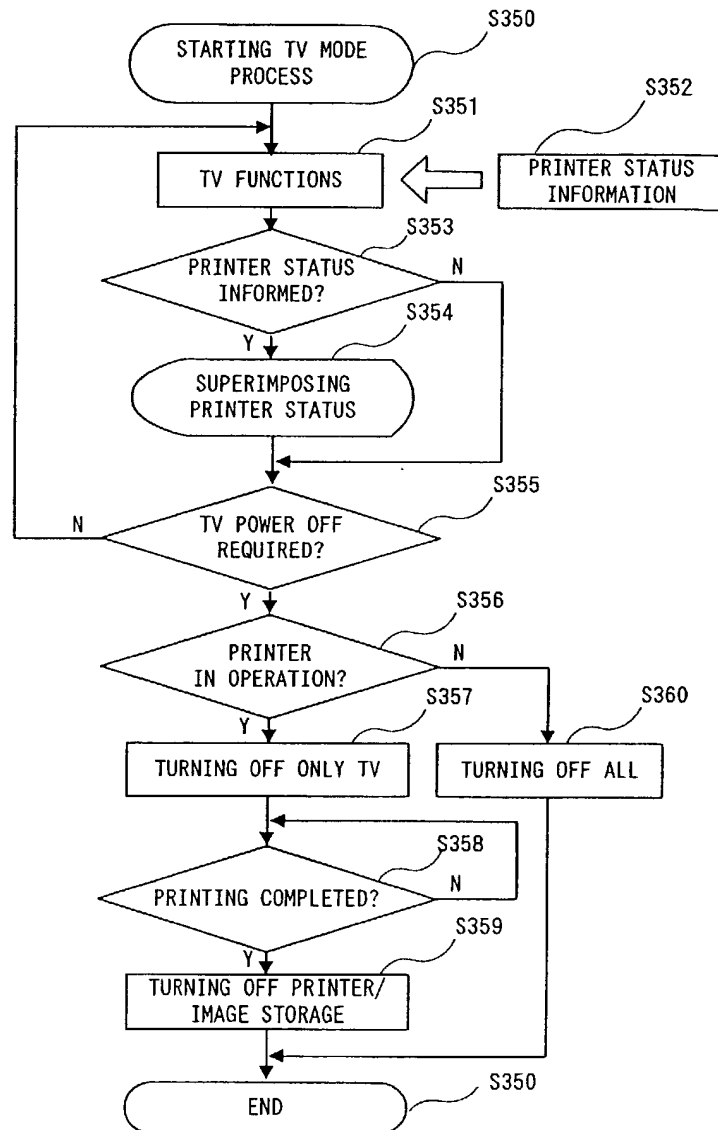 S350
STARTING TV MODE
PROCESS
S351
S352
TV FUNCTIONS
PRINTER STATUS
INFORMATION
S353
PRINTER STATUS
INFORMED?
N
Y
S354
SUPERIMPOSING
PRINTER STATUS
S355
TV POWER OFF
REQUIRED?
N
Y
S356
PRINTER
IN OPERATION?
N
Y
S357
S360
TURNING OFF ONLY TV
TURNING OFF ALL
S358
PRINTING COMPLETED?
N
Y
S359
TURNING OFF PRINTER/
IMAGE STORAGE
S350
END